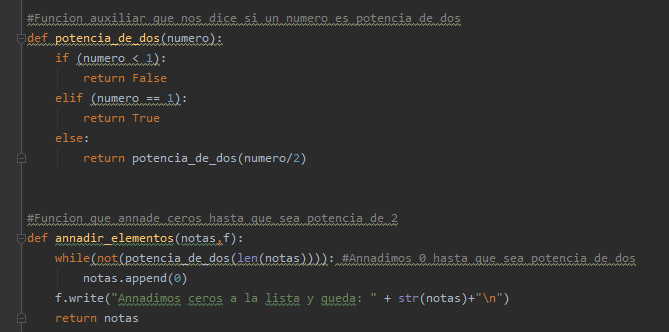 #Funcion auxiliar que nos dice si un numero es potencia de dos
def potencia_de_dos(numero):
    if (numero < 1):
        return False
    elif (numero == 1):
        return True
    else:
        return potencia_de_dos(numero/2)
#Funcion que annade ceros hasta que sea potencia de 2
def annadir_elementos(notas,f):
    while(not(potencia_de_dos(len(notas)))): #Annadimos 0 hasta que sea potencia de dos
        notas.append(0)
    f.write("Annadimos ceros a la lista y queda: " + str(notas)+"\n")
    return notas